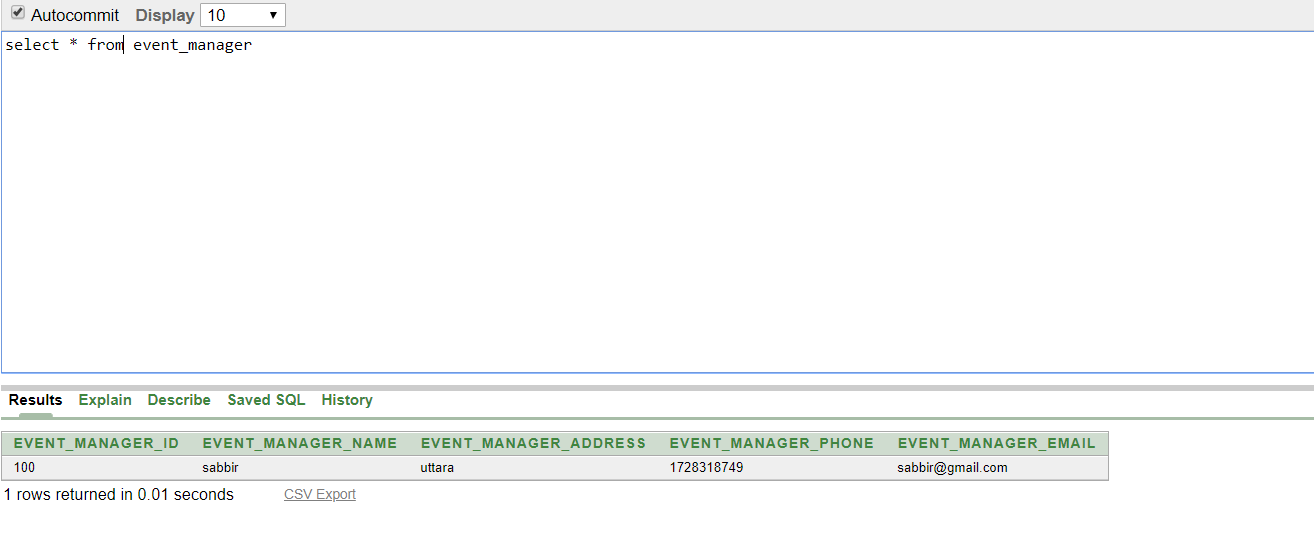 Autocommit Display 10
select * from event_manager
Results Explain Describe Saved SQL History
EVENT_MANAGER_ID EVENT_MANAGER_NAME EVENT_MANAGER_ADDRESS EVENT_MANAGER_PHONE EVENT_MANAGER_EMAIL
100 sabbir uttara 1728318749 sabbir@gmail.com
1 rows returned in 0.01 seconds CSV Export